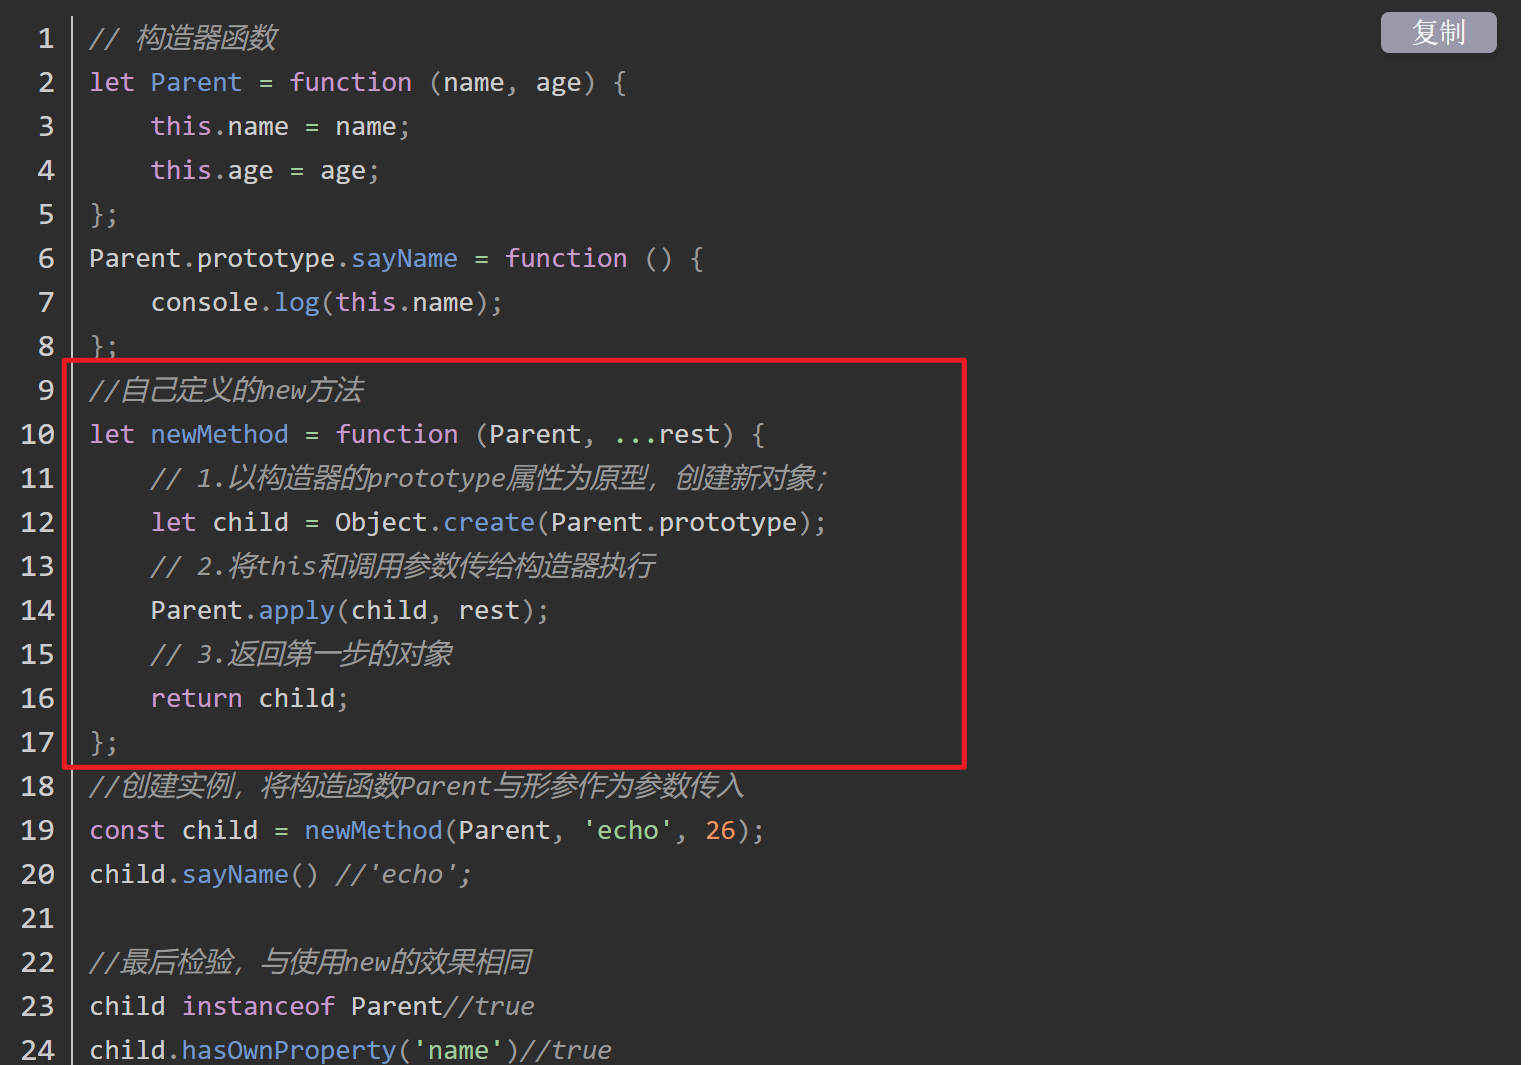 复制
1 // 构造器函数
2 let Parent = function (name, age) {
3     this.name = name;
4     this.age = age;
5 };
6 Parent.prototype.sayName = function () {
7     console.log(this.name);
8 };
9 //自己定义的new方法
10 let newMethod = function (Parent, ...rest) {
11     // 1.以构造器的prototype属性为原型，创建新对象；
12     let child = Object.create(Parent.prototype);
13     // 2.将this和调用参数传给构造器执行
14     Parent.apply(child, rest);
15     // 3.返回第一步的对象
16     return child;
17 };
18 //创建实例，将构造函数Parent与形参作为参数传入
19 const child = newMethod(Parent, 'echo', 26);
20 child.sayName() //'echo';
21
22 //最后检验，与使用new的效果相同
23 child instanceof Parent//true
24 child.hasOwnProperty('name')//true